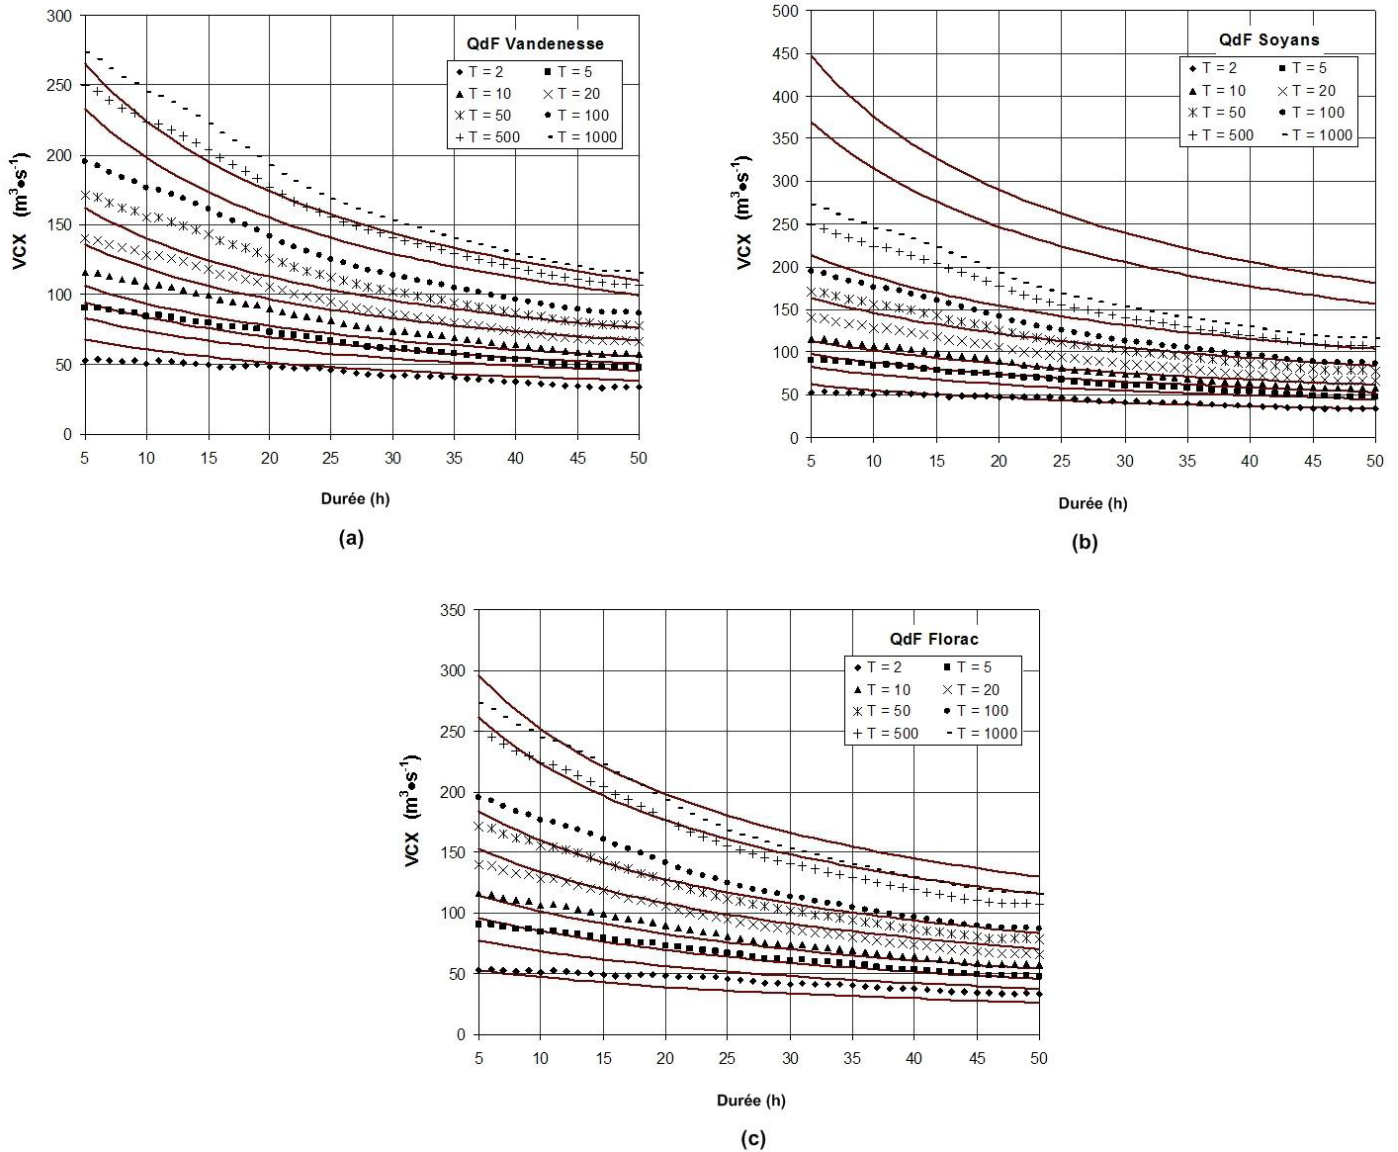 QdF Vandenesse
T = 2 T = 5
T = 10 T = 20
T = 50 T = 100
T = 500 T = 1000
300
250
200
150
100
50
0
VCX (m³•s⁻¹)
5 10 15 20 25 30 35 40 45 50
Durée (h)
(a)
QdF Soyans
T = 2 T = 5
T = 10 T = 20
T = 50 T = 100
T = 500 T = 1000
500
450
400
350
300
250
200
150
100
50
0
VCX (m³•s⁻¹)
5 10 15 20 25 30 35 40 45 50
Durée (h)
(b)
QdF Florac
T = 2 T = 5
T = 10 T = 20
T = 50 T = 100
T = 500 T = 1000
350
300
250
200
150
100
50
0
VCX (m³•s⁻¹)
5 10 15 20 25 30 35 40 45 50
Durée (h)
(c)